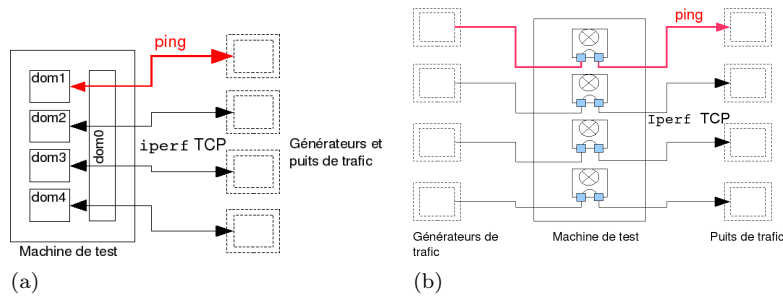 ping
dom1
dom2
dom3
dom4
dom0
iperf TCP
Générateurs et
puits de trafic
Machine de test
(a)
ping
Iperf TCP
Générateurs de
trafic
Machine de test
Puits de trafic
(b)